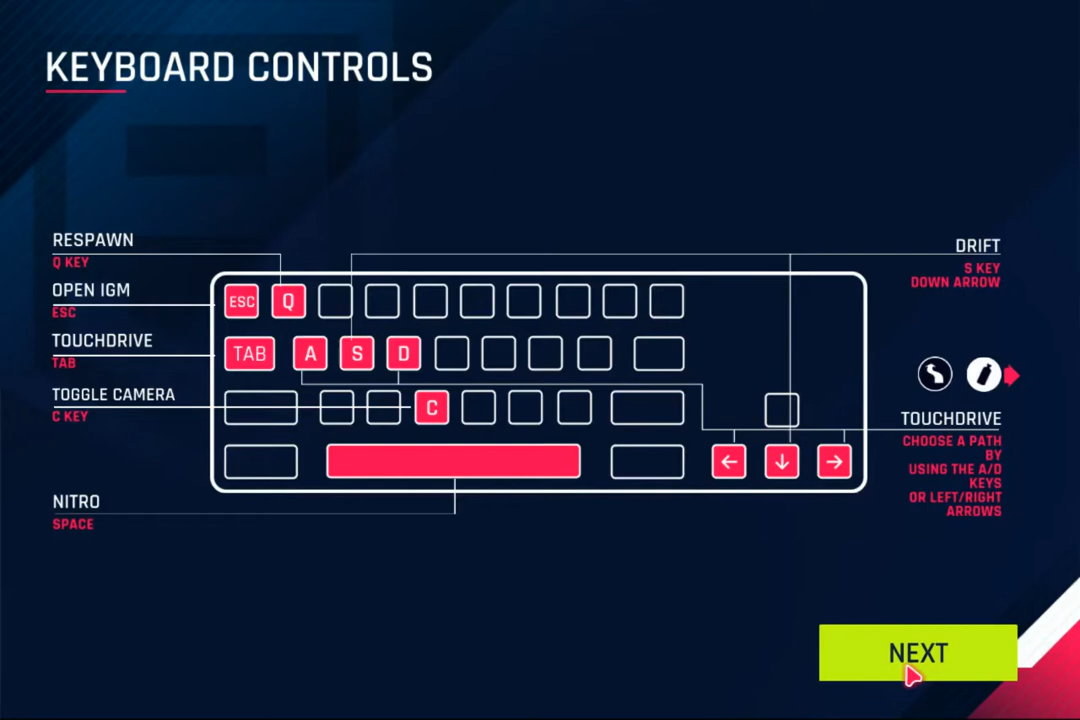 KEYBOARD CONTROLS
RESPAWN
Q KEY
OPEN IGM
ESC
TOUCHDRIVE
TAB
TOGGLE CAMERA
C KEY
NITRO
SPACE
ESC Q
TAB A S D
C
← ↓ →
DRIFT
S KEY
DOWN ARROW
TOUCHDRIVE
CHOOSE A PATH
BY
USING THE A/D
KEYS
OR LEFT/RIGHT
ARROWS
NEXT